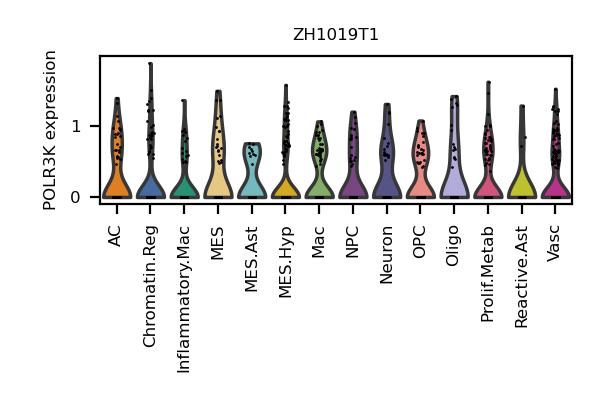 ZH1019T1
POLR3K expression
1
0
AC
Chromatin.Reg
Inflammatory.Mac
MES
MES.Ast
MES.Hyp
Mac
NPC
Neuron
OPC
Oligo
Prolif.Metab
Reactive.Ast
Vasc